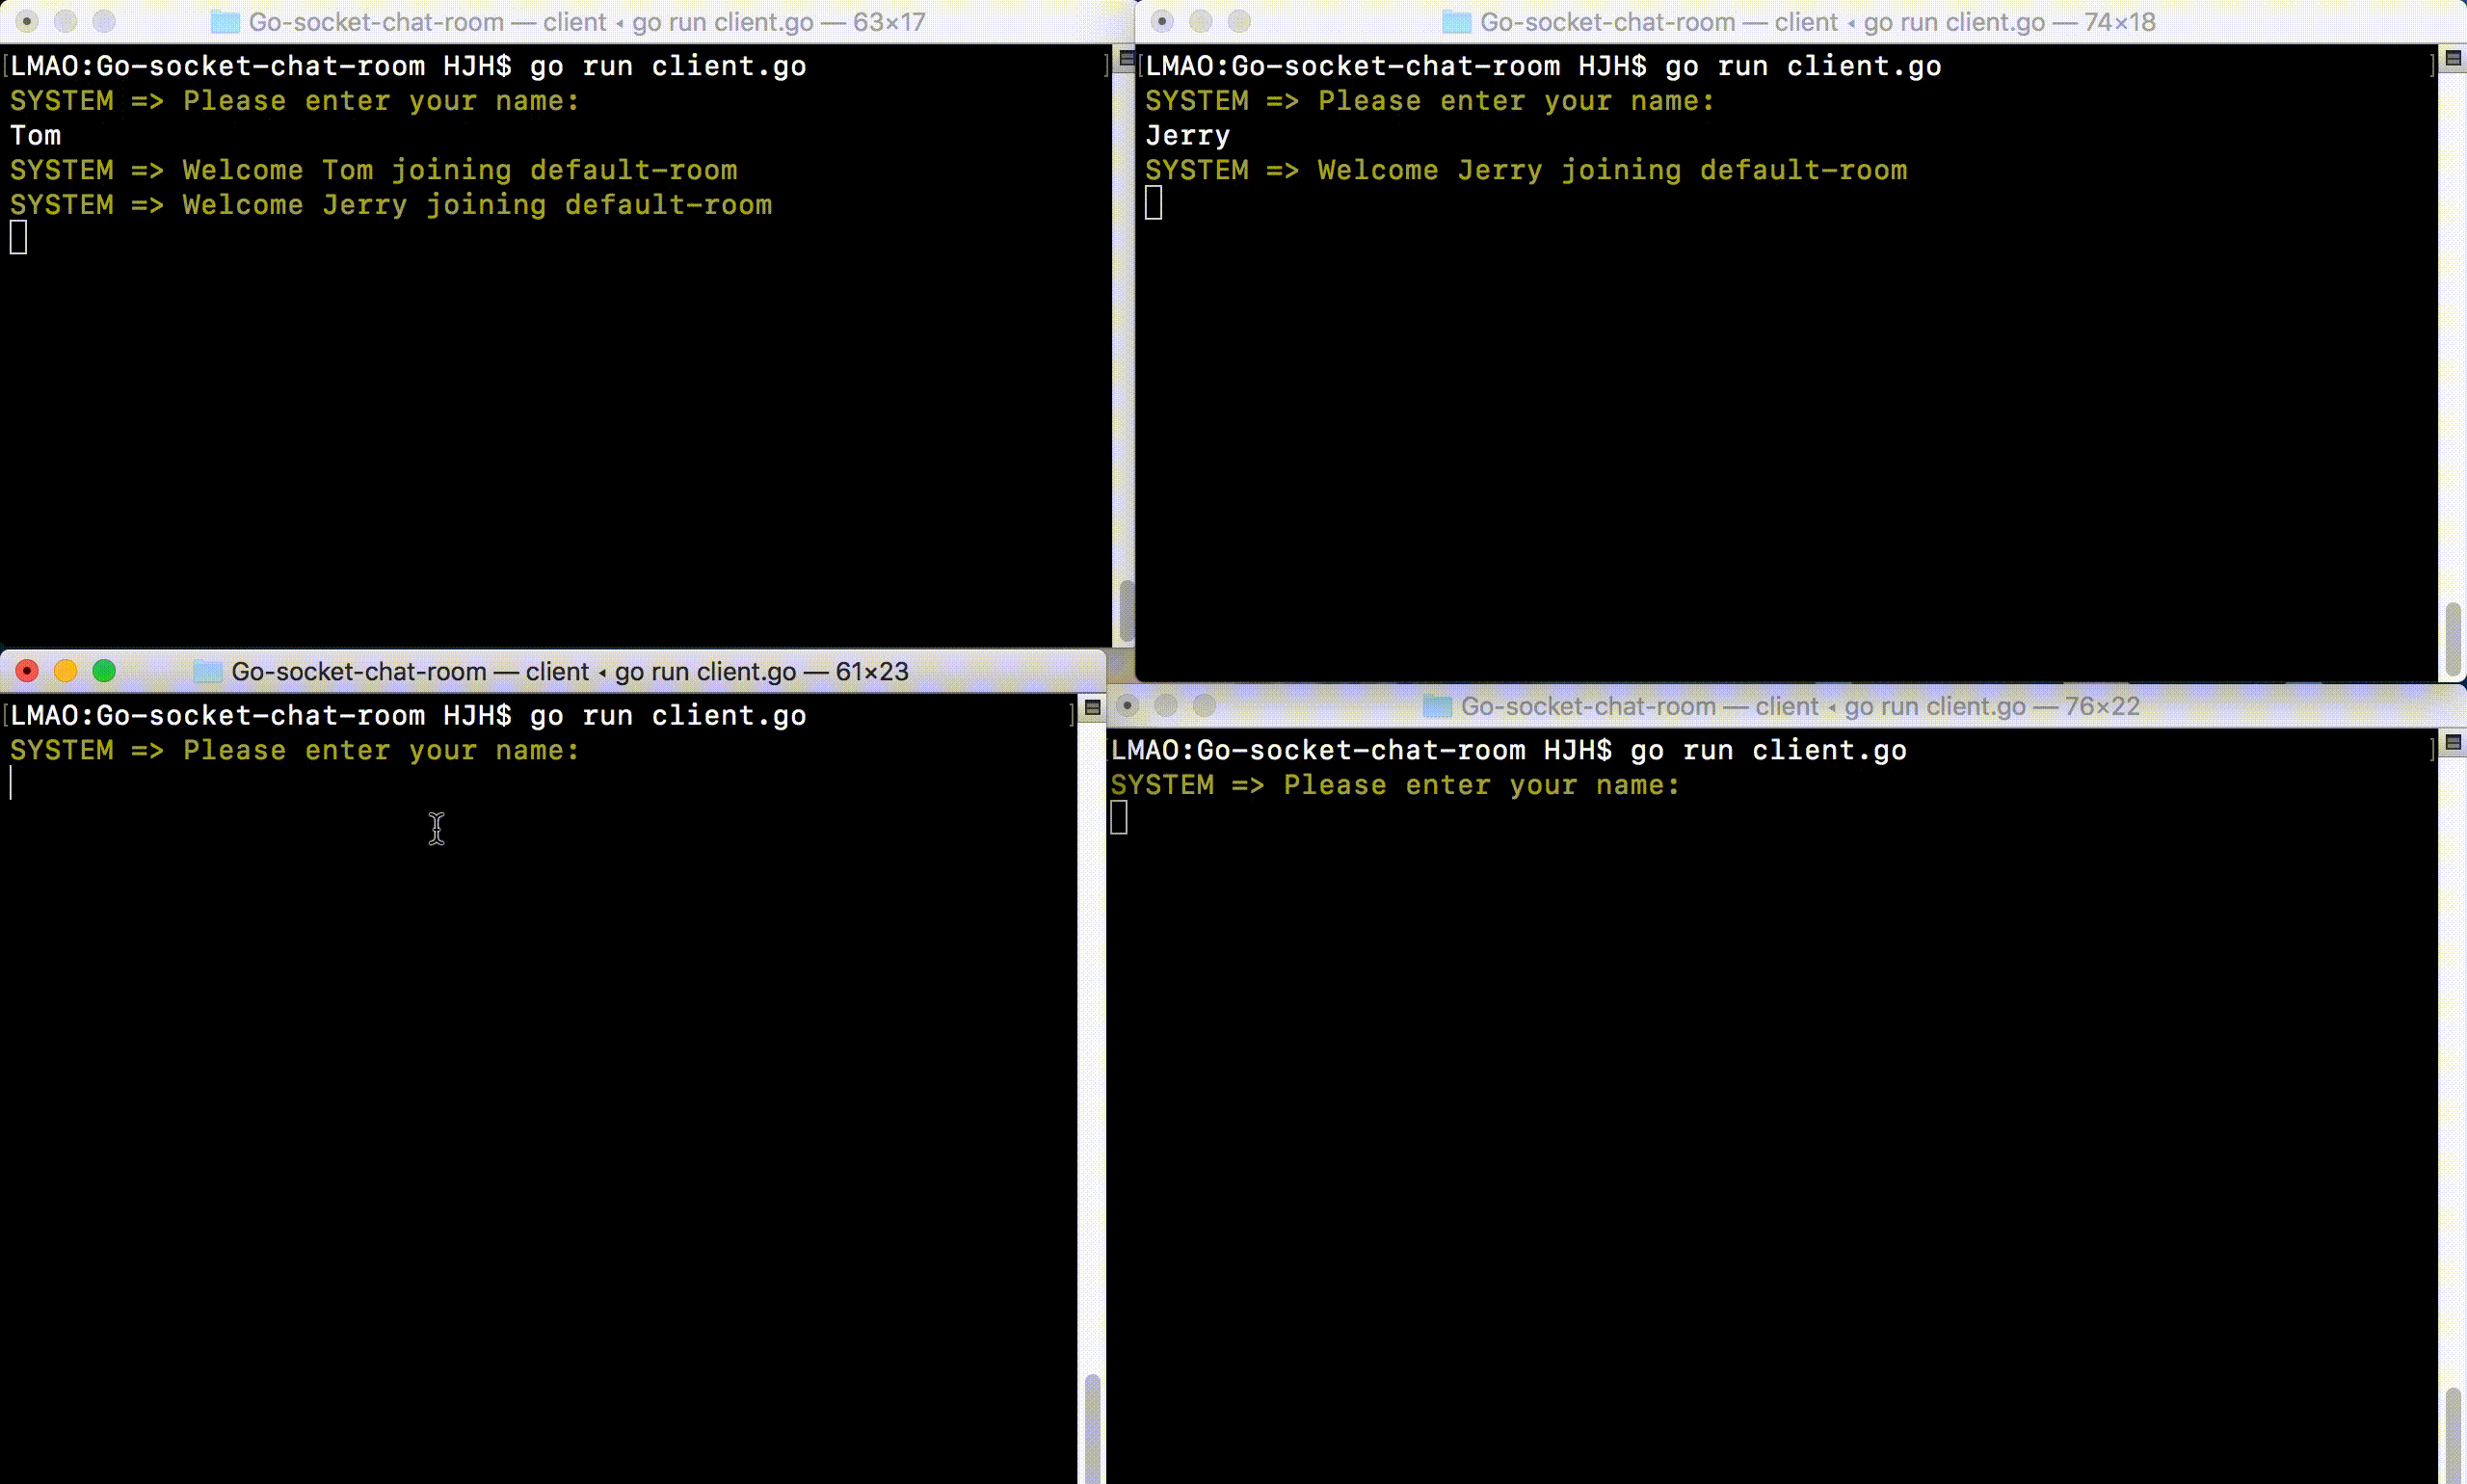 Go-socket-chat-room — client ◂ go run client.go — 63×17
[LMAO:Go-socket-chat-room HJH$ go run client.go ]
SYSTEM => Please enter your name:
Tom
SYSTEM => Welcome Tom joining default-room
SYSTEM => Welcome Jerry joining default-room
Go-socket-chat-room — client ◂ go run client.go — 74×18
[LMAO:Go-socket-chat-room HJH$ go run client.go ]
SYSTEM => Please enter your name:
Jerry
SYSTEM => Welcome Jerry joining default-room
Go-socket-chat-room — client ◂ go run client.go — 61×23
[LMAO:Go-socket-chat-room HJH$ go run client.go ]
SYSTEM => Please enter your name:
Go-socket-chat-room — client ◂ go run client.go — 76×22
[LMAO:Go-socket-chat-room HJH$ go run client.go ]
SYSTEM => Please enter your name: